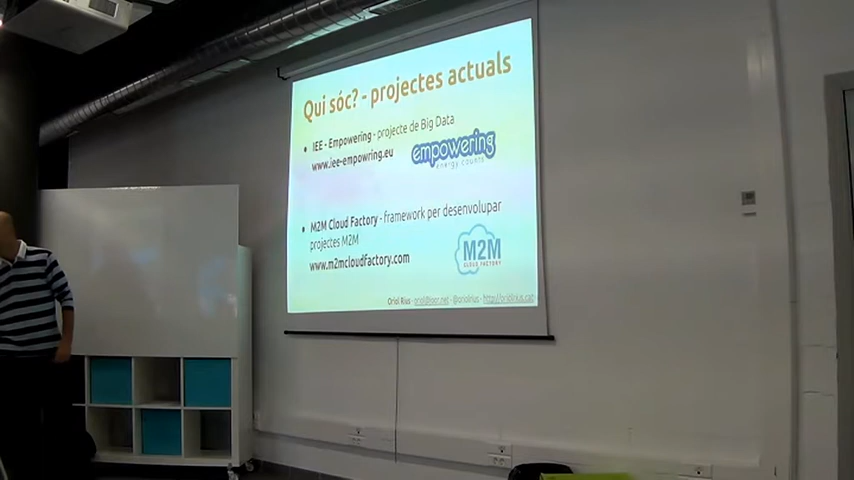 Qui sóc? - projectes actuals
IEE - Empowering - projecte de Big Data
www.iee-empowring.eu
empowering
energy counts
M2M Cloud Factory - framework per desenvolupar
projectes M2M
www.m2mcloudfactory.com
M2M
CLOUD FACTORY
Oriol Rius - oriol@joor.net - @oriolrius - http://oriolrius.cat